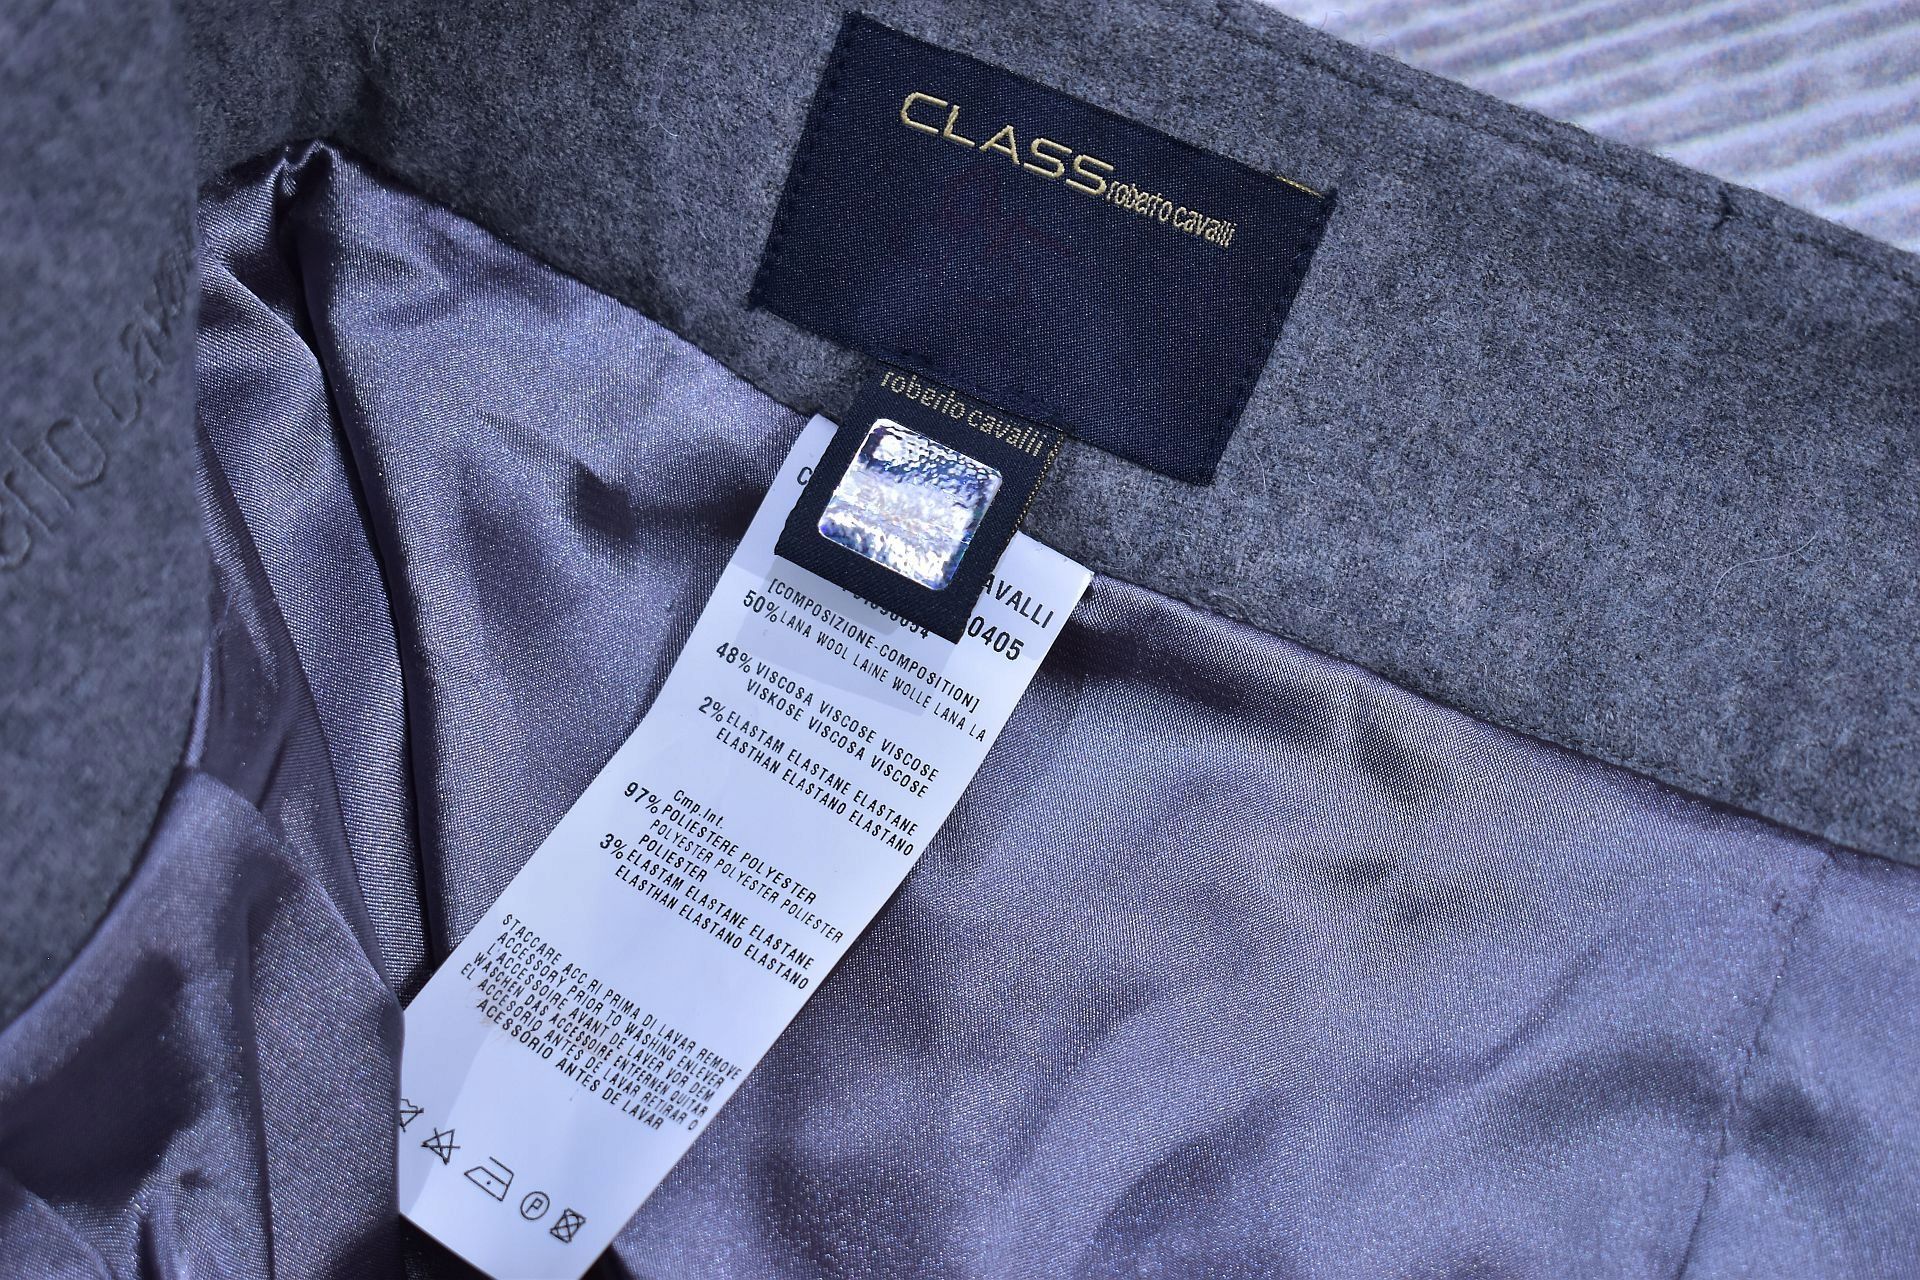 CLASS roberto cavalli
roberto cavalli
AVALLI
0405
[COMPOSIZIONE-COMPOSITION]
50% LANA WOOL LAINE WOLLE LANA LA
48% VISCOSA VISCOSE VISCOSE
VISKOSE VISCOSA VISCOSE
2% ELASTAM ELASTANE ELASTANE
ELASTHAN ELASTANO ELASTANO
Cmp.Int.
97% POLIESTERE POLYESTER
POLYESTER POLYESTER POLIESTER
POLIESTER
3% ELASTAM ELASTANE ELASTANE
ELASTHAN ELASTANO ELASTANO
STACCARE ACC.RI PRIMA DI LAVAR REMOVE
ACCESSORY PRIOR TO WASHING ENLEVER
L'ACCESSOIRE AVANT DE LAVER VOR DEM
WASCHEN DAS ACCESSOIRE ENTFERNEN QUITAR
EL ACCESORIO ANTES DE LAVAR RETIRAR O
ACESSORIO ANTES DE LAVAR
P